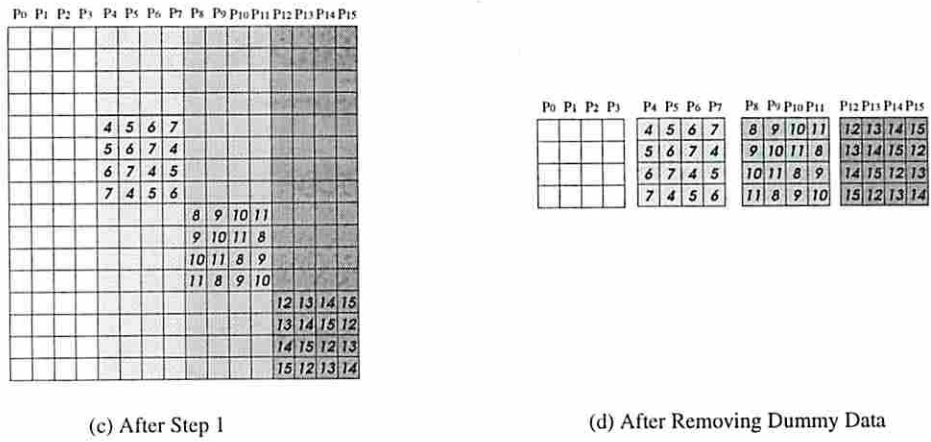 P0 P1 P2 P3 P4 P5 P6 P7 P8 P9 P10 P11 P12 P13 P14 P15
4 5 6 7
5 6 7 4
6 7 4 5
7 4 5 6
8 9 10 11
9 10 11 8
10 11 8 9
11 8 9 10
12 13 14 15
13 14 15 12
14 15 12 13
15 12 13 14
(c) After Step 1
P0 P1 P2 P3 P4 P5 P6 P7 P8 P9 P10 P11 P12 P13 P14 P15
4 5 6 7 8 9 10 11 12 13 14 15
5 6 7 4 9 10 11 8 13 14 15 12
6 7 4 5 10 11 8 9 14 15 12 13
7 4 5 6 11 8 9 10 15 12 13 14
(d) After Removing Dummy Data